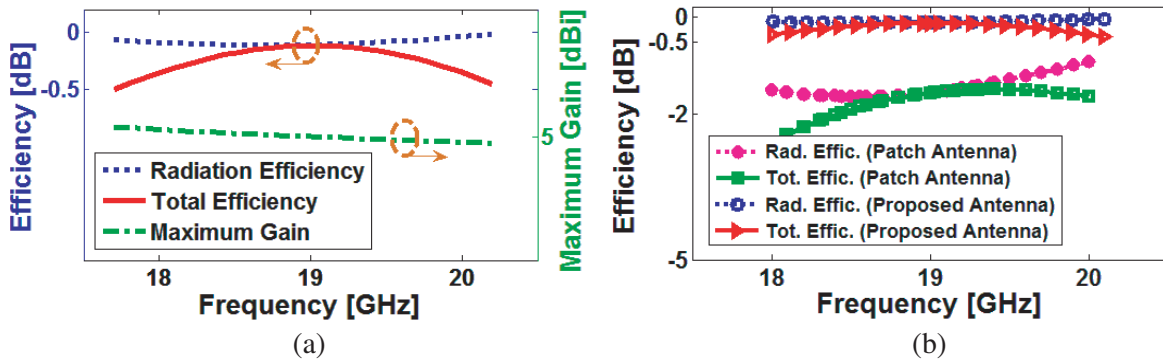 Efficiency [dB]
0
-0.5
5
Maximum Gain [dBi]
Radiation Efficiency
Total Efficiency
Maximum Gain
18
19
20
Frequency [GHz]
(a)
Efficiency [dB]
0
-0.5
-2
-5
Rad. Effic. (Patch Antenna)
Tot. Effic. (Patch Antenna)
Rad. Effic. (Proposed Antenna)
Tot. Effic. (Proposed Antenna)
18
19
20
Frequency [GHz]
(b)